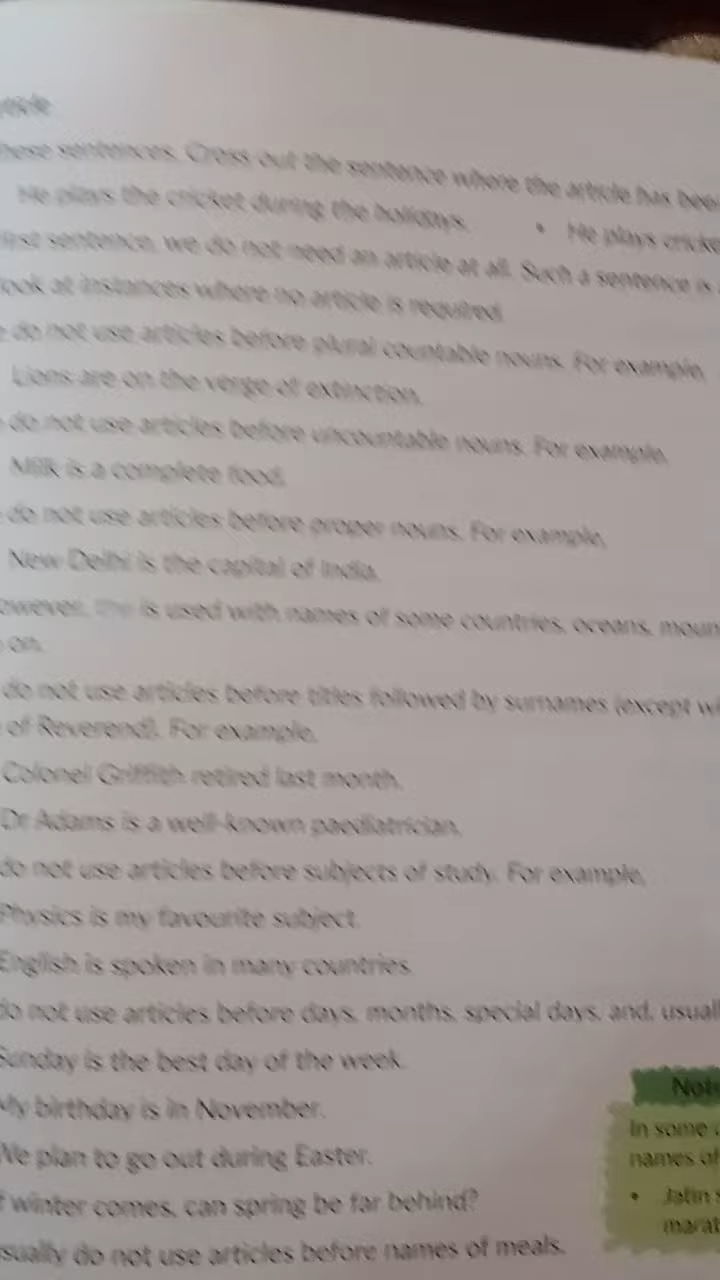 these sentences. Cross out the sentence where the article has been
He plays the cricket during the holidays. • He plays cricke
first sentence, we do not need an article at all. Such a sentence is
look at instances where no article is required.
do not use articles before plural countable nouns. For example,
Lions are on the verge of extinction.
do not use articles before uncountable nouns. For example,
Milk is a complete food.
do not use articles before proper nouns. For example,
New Delhi is the capital of India.
owever, the is used with names of some countries, oceans, moun
on.
do not use articles before titles followed by surnames (except w
of Reverend). For example,
Colonel Griffith retired last month.
Dr Adams is a well-known paediatrician.
do not use articles before subjects of study. For example,
Physics is my favourite subject.
English is spoken in many countries.
do not use articles before days, months, special days, and, usuall
Sunday is the best day of the week.
My birthday is in November.
We plan to go out during Easter.
f winter comes, can spring be far behind?
sually do not use articles before names of meals.
Not
In some
names of
• Jatin
marat